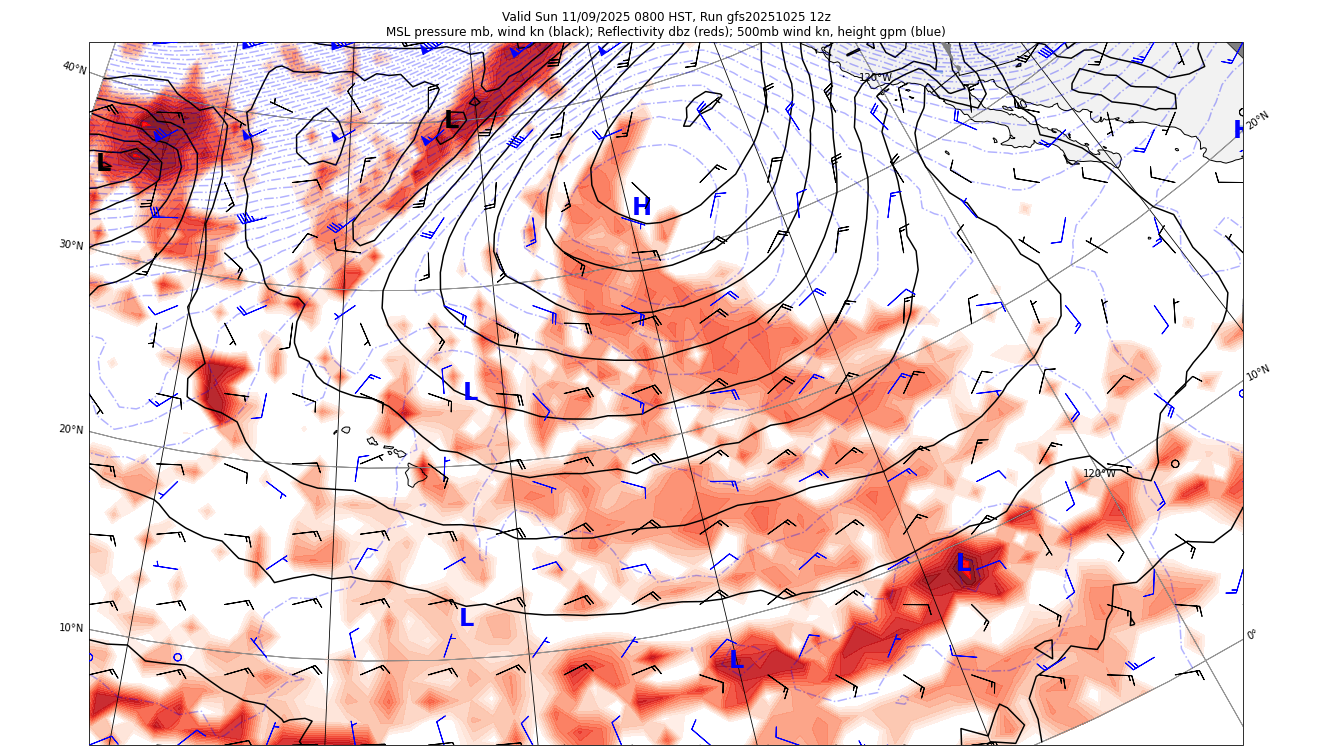 Valid Sun 11/09/2025 0800 HST, Run gfs20251025 12z
MSL pressure mb, wind kn (black); Reflectivity dbz (reds); 500mb wind kn, height gpm (blue)
40°N
120°W
20°N
L
H
L
H
30°N
10°N
L
20°N
120°W
L
10°N
L
0°
L